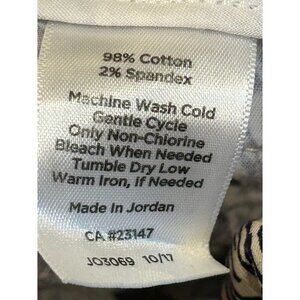 98% Cotton
2% Spandex
Machine Wash Cold
Gentle Cycle
Only Non-Chlorine
Bleach When Needed
Tumble Dry Low
Warm Iron, if Needed
Made in Jordan
CA #23147
JO3069 10/17